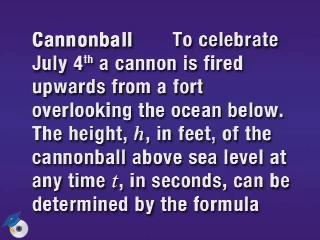 Cannonball To celebrate
July 4th a cannon is fired
upwards from a fort
overlooking the ocean below.
The height, h, in feet, of the
cannonball above sea level at
any time t, in seconds, can be
determined by the formula